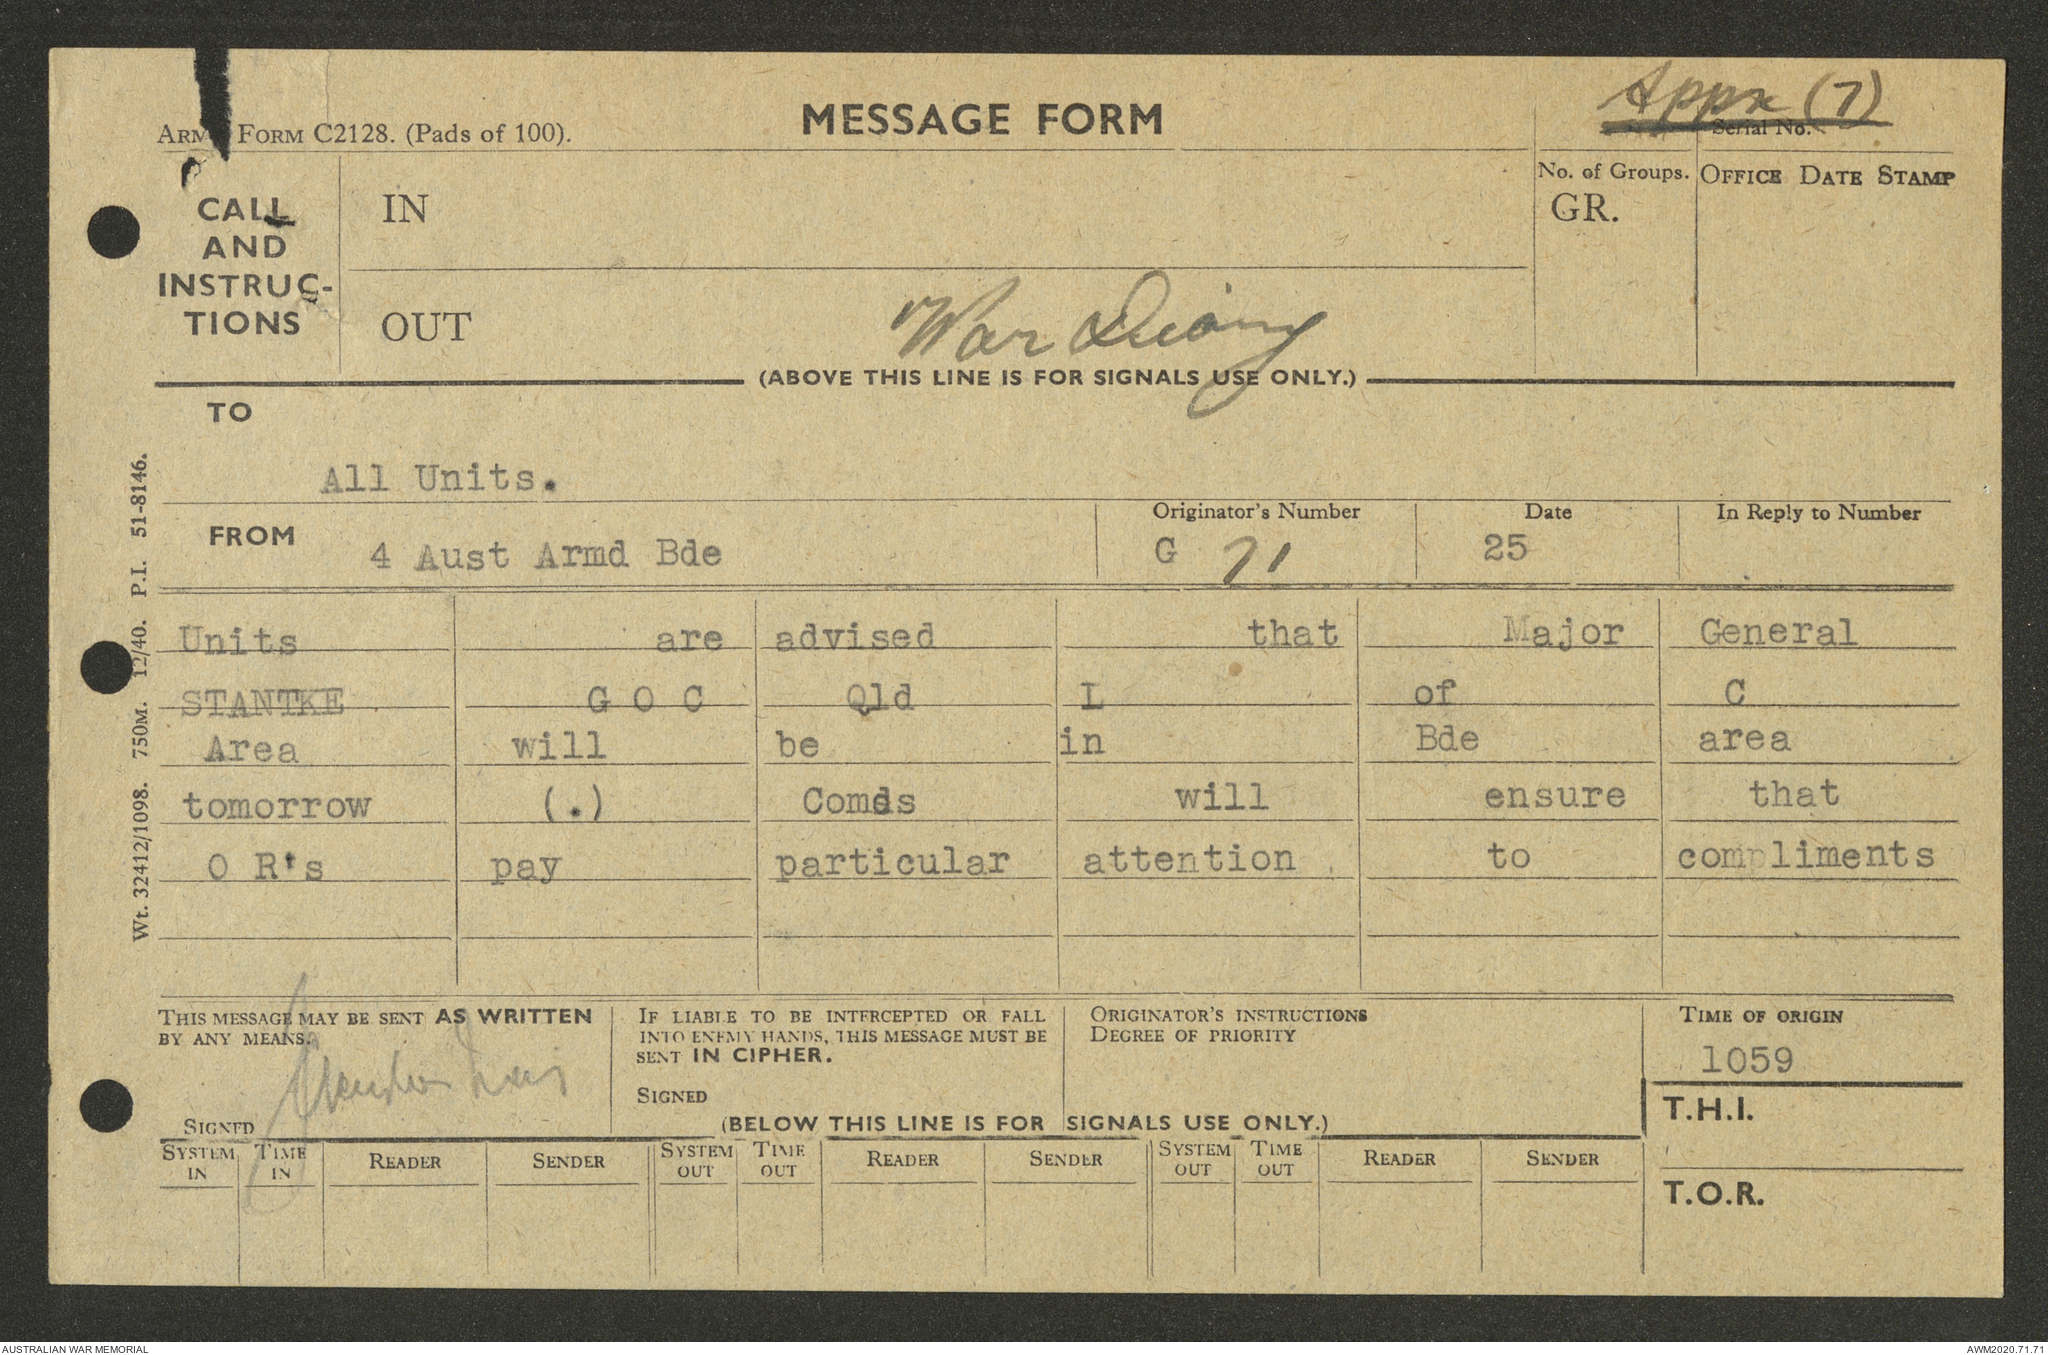 Appx (7)
ARMY FORM C2128. (Pads of 100).
MESSAGE FORM
Serial No.
CALL
AND
INSTRUC-
TIONS
IN
OUT
No. of Groups.
GR.
OFFICE DATE STAMP
War Diary
(ABOVE THIS LINE IS FOR SIGNALS USE ONLY.)
TO
All Units.
FROM
4 Aust Armd Bde
Originator's Number
G 71
Date
25
In Reply to Number
Units are advised that Major General
STANTKE G O C Qld L of C
Area will be in Bde area
tomorrow (.) Comds will ensure that
O R's pay particular attention to compliments
THIS MESSAGE MAY BE SENT AS WRITTEN
BY ANY MEANS.
SIGNED
IF LIABLE TO BE INTERCEPTED OR FALL
INTO ENEMY HANDS, THIS MESSAGE MUST BE
SENT IN CIPHER.
SIGNED
ORIGINATOR'S INSTRUCTIONS
DEGREE OF PRIORITY
TIME OF ORIGIN
1059
T.H.I.
T.O.R.
(BELOW THIS LINE IS FOR SIGNALS USE ONLY.)
SYSTEM IN TIME IN READER SENDER SYSTEM OUT TIME OUT READER SENDER SYSTEM OUT TIME OUT READER SENDER
Wt. 32412/1098. 750M. 12/40. P.I. 51-8146.
AUSTRALIAN WAR MEMORIAL
AWM2020.71.71